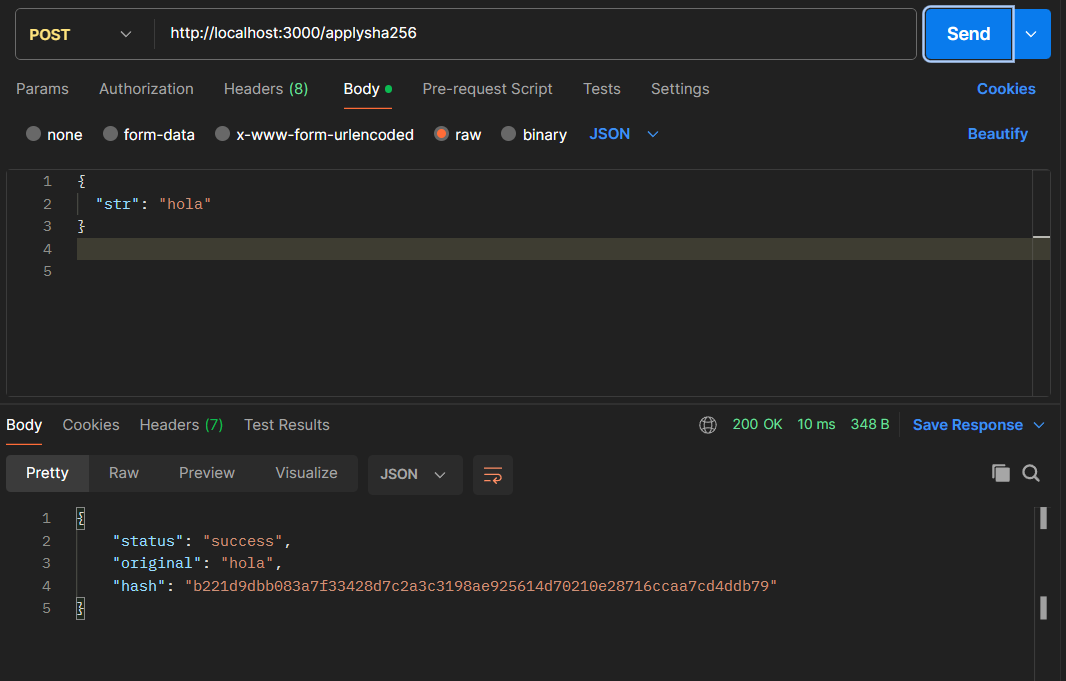 POST http://localhost:3000/applysha256 Send
Params Authorization Headers (8) Body Pre-request Script Tests Settings Cookies
none form-data x-www-form-urlencoded raw binary JSON Beautify
1 {
2 "str": "hola"
3 }
4
5
Body Cookies Headers (7) Test Results 200 OK 10 ms 348 B Save Response
Pretty Raw Preview Visualize JSON
1 {
2 "status": "success",
3 "original": "hola",
4 "hash": "b221d9dbb083a7f33428d7c2a3c3198ae925614d70210e28716ccaa7cd4ddb79"
5 }